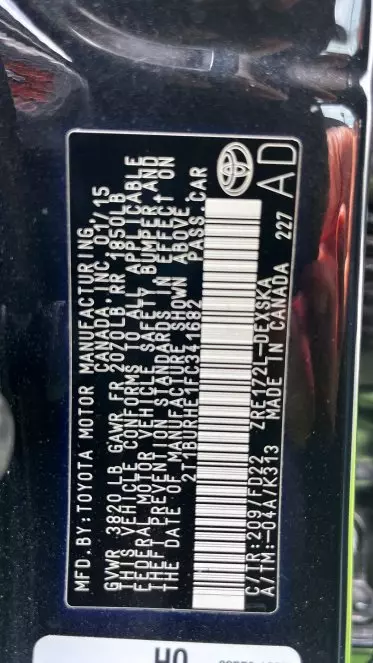 MFD.BY:TOYOTA MOTOR MANUFACTURING
CANADA,INC. 01/15
GVWR 3820 LB GAWR FR 2020LB RR 1850LB
THIS VEHICLE CONFORMS TO ALL APPLICABLE
FEDERAL MOTOR VEHICLE SAFETY, BUMPER AND
THEFT PREVENTION STANDARDS IN EFFECT ON
THE DATE OF MANUFACTURE SHOWN ABOVE.
2T1BURHE1FC341682 PASS.CAR
C/TR:209/FD22 ZRE172L-DEXSKA
A/TM:-04A/K313 MADE IN CANADA 227
AD
HO